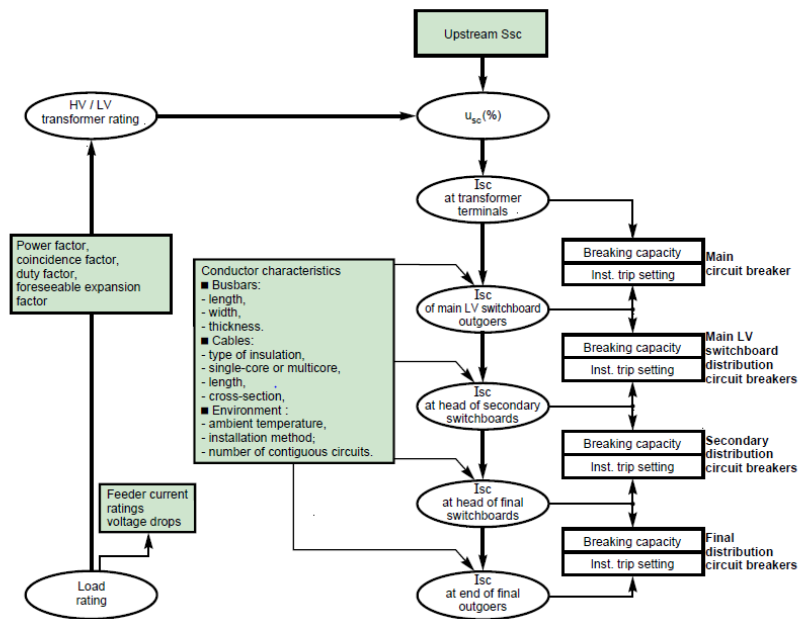 Upstream Ssc
HV / LV
transformer rating
usc(%)
Isc
at transformer
terminals
Power factor,
coincidence factor,
duty factor,
foreseeable expansion
factor
Conductor characteristics
■ Busbars:
- length,
- width,
- thickness.
■ Cables:
- type of insulation,
- single-core or multicore,
- length,
- cross-section,
■ Environment :
- ambient temperature,
- installation method;
- number of contiguous circuits.
Breaking capacity
Inst. trip setting
Main
circuit breaker
Isc
of main LV switchboard
outgoers
Breaking capacity
Inst. trip setting
Main LV
switchboard
distribution
circuit breakers
Isc
at head of secondary
switchboards
Breaking capacity
Inst. trip setting
Secondary
distribution
circuit breakers
Isc
at head of final
switchboards
Feeder current
ratings
voltage drops
Breaking capacity
Inst. trip setting
Final
distribution
circuit breakers
Load
rating
Isc
at end of final
outgoers